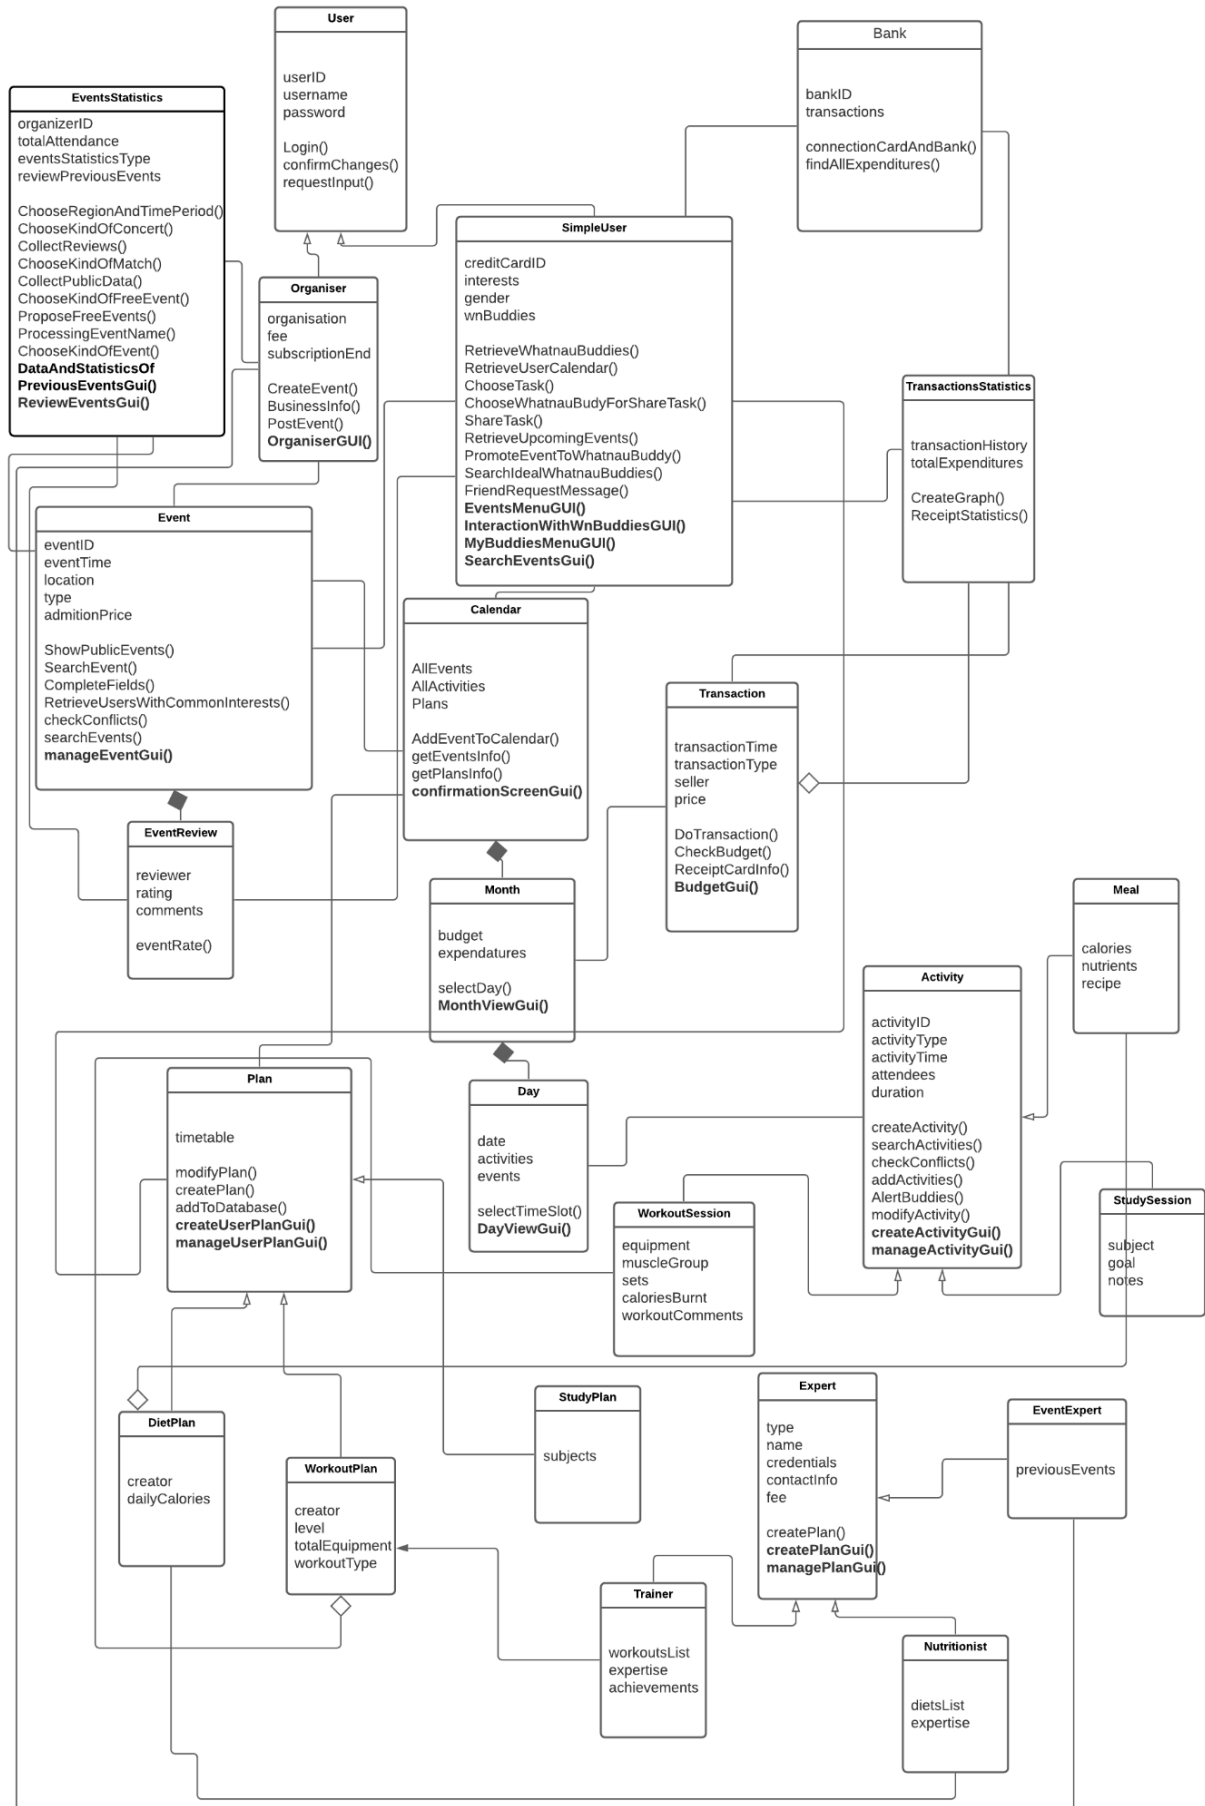 User
userID
username
password
Login()
confirmChanges()
requestInput()
Bank
bankID
transactions
connectionCardAndBank()
findAllExpenditures()
EventsStatistics
organizerID
totalAttendance
eventsStatisticsType
reviewPreviousEvents
ChooseRegionAndTimePeriod()
ChooseKindOfConcert()
CollectReviews()
ChooseKindOfMatch()
CollectPublicData()
ChooseKindOfFreeEvent()
ProposeFreeEvents()
ProcessingEventName()
ChooseKindOfEvent()
DataAndStatisticsOf
PreviousEventsGui()
ReviewEventsGui()
Organiser
organisation
fee
subscriptionEnd
CreateEvent()
BusinessInfo()
PostEvent()
OrganiserGUI()
SimpleUser
creditCardID
interests
gender
wnBuddies
RetrieveWhatnauBuddies()
RetrieveUserCalendar()
ChooseTask()
ChooseWhatnauBudyForShareTask()
ShareTask()
RetrieveUpcomingEvents()
PromoteEventToWhatnauBuddy()
SearchIdealWhatnauBuddies()
FriendRequestMessage()
EventsMenuGUI()
InteractionWithWnBuddiesGUI()
MyBuddiesMenuGUI()
SearchEventsGui()
TransactionsStatistics
transactionHistory
totalExpenditures
CreateGraph()
ReceiptStatistics()
Event
eventID
eventTime
location
type
admitionPrice
ShowPublicEvents()
SearchEvent()
CompleteFields()
RetrieveUsersWithCommonInterests()
checkConflicts()
searchEvents()
manageEventGui()
Calendar
AllEvents
AllActivities
Plans
AddEventToCalendar()
getEventsInfo()
getPlansInfo()
confirmationScreenGui()
Transaction
transactionTime
transactionType
seller
price
DoTransaction()
CheckBudget()
ReceiptCardInfo()
BudgetGui()
EventReview
reviewer
rating
comments
eventRate()
Month
budget
expendatures
selectDay()
MonthViewGui()
Meal
calories
nutrients
recipe
Activity
activityID
activityType
activityTime
attendees
duration
createActivity()
searchActivities()
checkConflicts()
addActivities()
AlertBuddies()
modifyActivity()
createActivityGui()
manageActivityGui()
Plan
timetable
modifyPlan()
createPlan()
addToDatabase()
createUserPlanGui()
manageUserPlanGui()
Day
date
activities
events
selectTimeSlot()
DayViewGui()
WorkoutSession
equipment
muscleGroup
sets
caloriesBurnt
workoutComments
StudySession
subject
goal
notes
DietPlan
creator
dailyCalories
WorkoutPlan
creator
level
totalEquipment
workoutType
StudyPlan
subjects
Expert
type
name
credentials
contactInfo
fee
createPlan()
createPlanGui()
managePlanGui()
EventExpert
previousEvents
Trainer
workoutsList
expertise
achievements
Nutritionist
dietsList
expertise